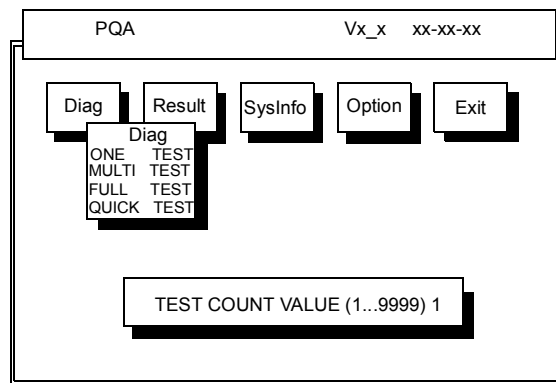 PQA Vx_x xx-xx-xx
Diag Result SysInfo Option Exit
Diag
ONE TEST
MULTI TEST
FULL TEST
QUICK TEST
TEST COUNT VALUE (1...9999) 1